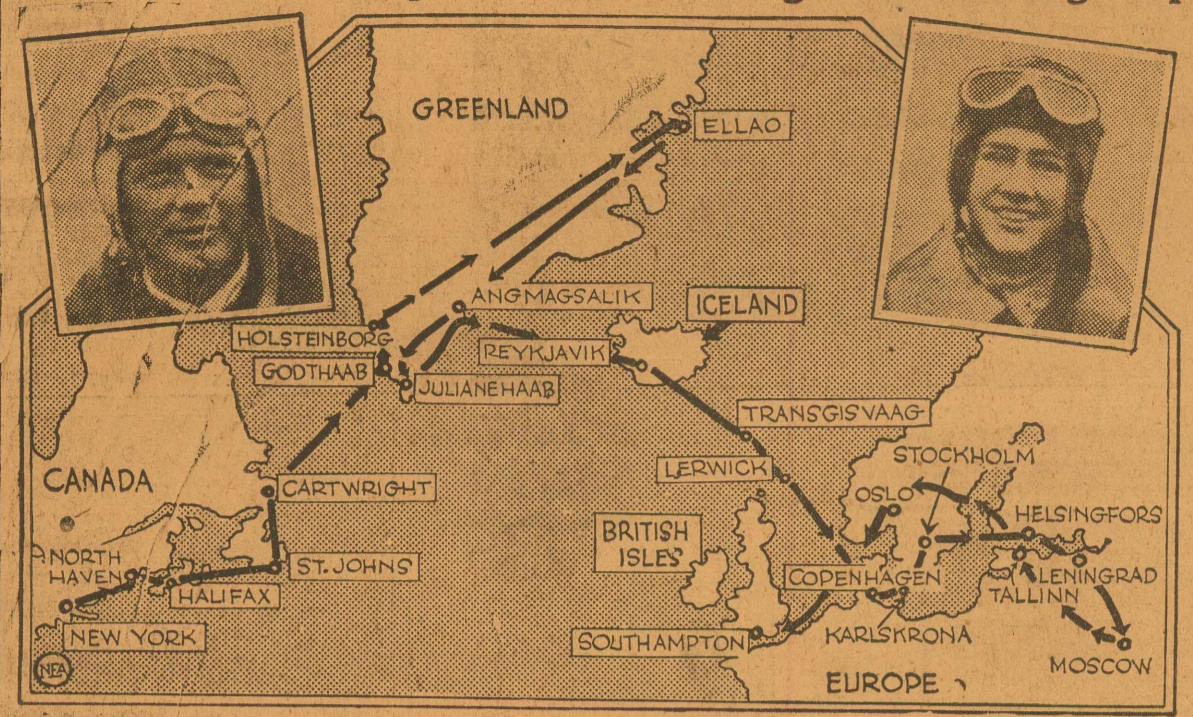 GREENLAND
ELLAO
ANGMAGSALIK
ICELAND
HOLSTEINBORG
REYKJAVIK
GODTHAAB
JULIANEHAAB
TRANSGISVAAG
STOCKHOLM
LERWICK
CANADA
CARTWRIGHT
OSLO
HELSINGFORS
BRITISH
ISLES
NORTH
HAVEN
ST. JOHNS
COPENHAGEN
LENINGRAD
TALLINN
HALIFAX
NEW YORK
SOUTHAMPTON
KARLSKRONA
MOSCOW
NEA
EUROPE